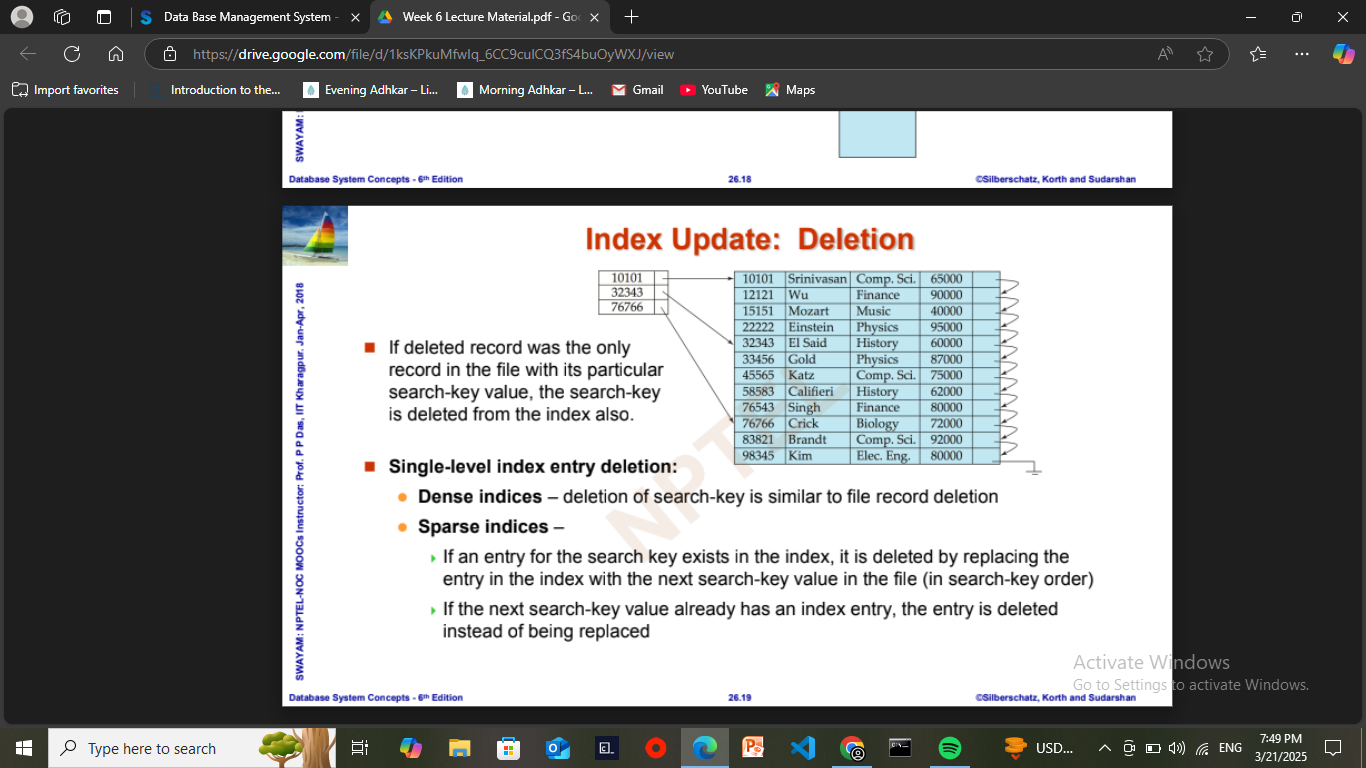 Data Base Management System -
Week 6 Lecture Material.pdf - Goo
https://drive.google.com/file/d/1ksKPkuMfwIq_6CC9culCQ3fS4buOyWXJ/view
Import favorites
Introduction to the...
Evening Adhkar – Li...
Morning Adhkar – L...
Gmail
YouTube
Maps
SWAYAM:
Database System Concepts - 6th Edition
26.18
©Silberschatz, Korth and Sudarshan
Index Update: Deletion
10101
32343
76766
10101 Srinivasan Comp. Sci. 65000
12121 Wu Finance 90000
15151 Mozart Music 40000
22222 Einstein Physics 95000
32343 El Said History 60000
33456 Gold Physics 87000
45565 Katz Comp. Sci. 75000
58583 Califieri History 62000
76543 Singh Finance 80000
76766 Crick Biology 72000
83821 Brandt Comp. Sci. 92000
98345 Kim Elec. Eng. 80000
If deleted record was the only
record in the file with its particular
search-key value, the search-key
is deleted from the index also.
Single-level index entry deletion:
Dense indices – deletion of search-key is similar to file record deletion
Sparse indices –
If an entry for the search key exists in the index, it is deleted by replacing the
entry in the index with the next search-key value in the file (in search-key order)
If the next search-key value already has an index entry, the entry is deleted
instead of being replaced
NPTEL
SWAYAM: NPTEL-NOC MOOCs Instructor: Prof. P P Das, IIT Kharagpur. Jan-Apr, 2018
Database System Concepts - 6th Edition
26.19
©Silberschatz, Korth and Sudarshan
Activate Windows
Go to Settings to activate Windows.
Type here to search
USD...
ENG
7:49 PM
3/21/2025